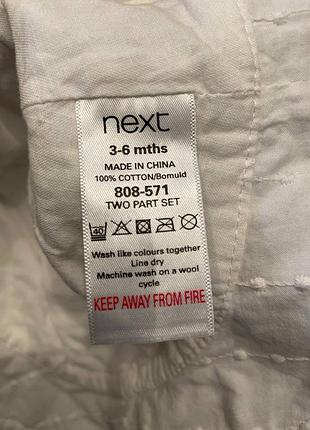 next
3-6 mths
MADE IN CHINA
100% COTTON/Bomuld
808-571
TWO PART SET
40
Wash like colours together
Line dry
Machine wash on a wool
cycle
KEEP AWAY FROM FIRE